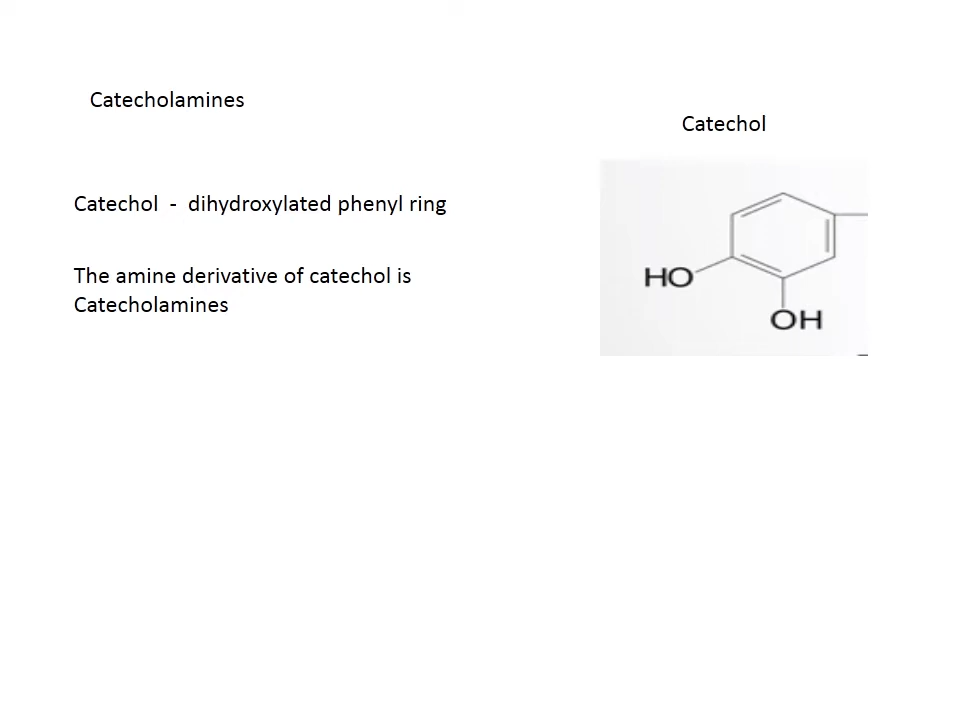 Catecholamines
Catechol
Catechol - dihydroxylated phenyl ring
The amine derivative of catechol is
Catecholamines
HO
OH